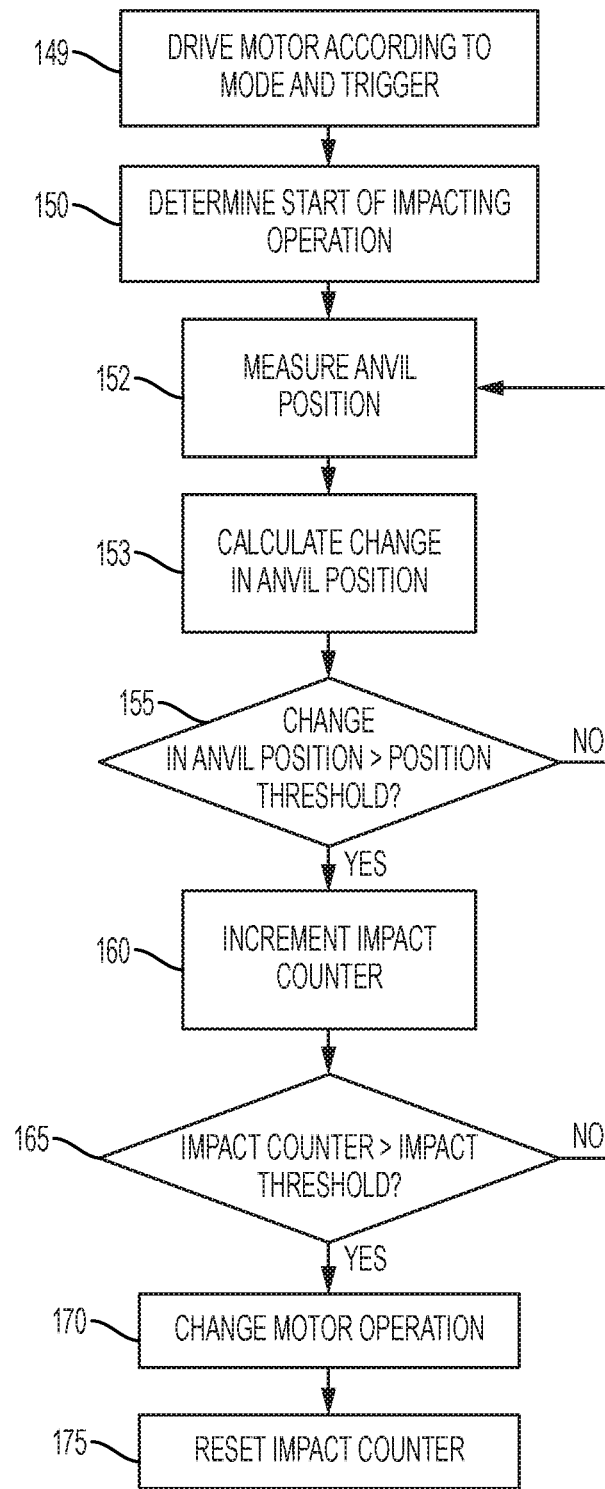 149
DRIVE MOTOR ACCORDING TO
MODE AND TRIGGER
150
DETERMINE START OF IMPACTING
OPERATION
152
MEASURE ANVIL
POSITION
153
CALCULATE CHANGE
IN ANVIL POSITION
155
CHANGE
IN ANVIL POSITION > POSITION
THRESHOLD?
NO
YES
160
INCREMENT IMPACT
COUNTER
165
IMPACT COUNTER > IMPACT
THRESHOLD?
NO
YES
170
CHANGE MOTOR OPERATION
175
RESET IMPACT COUNTER